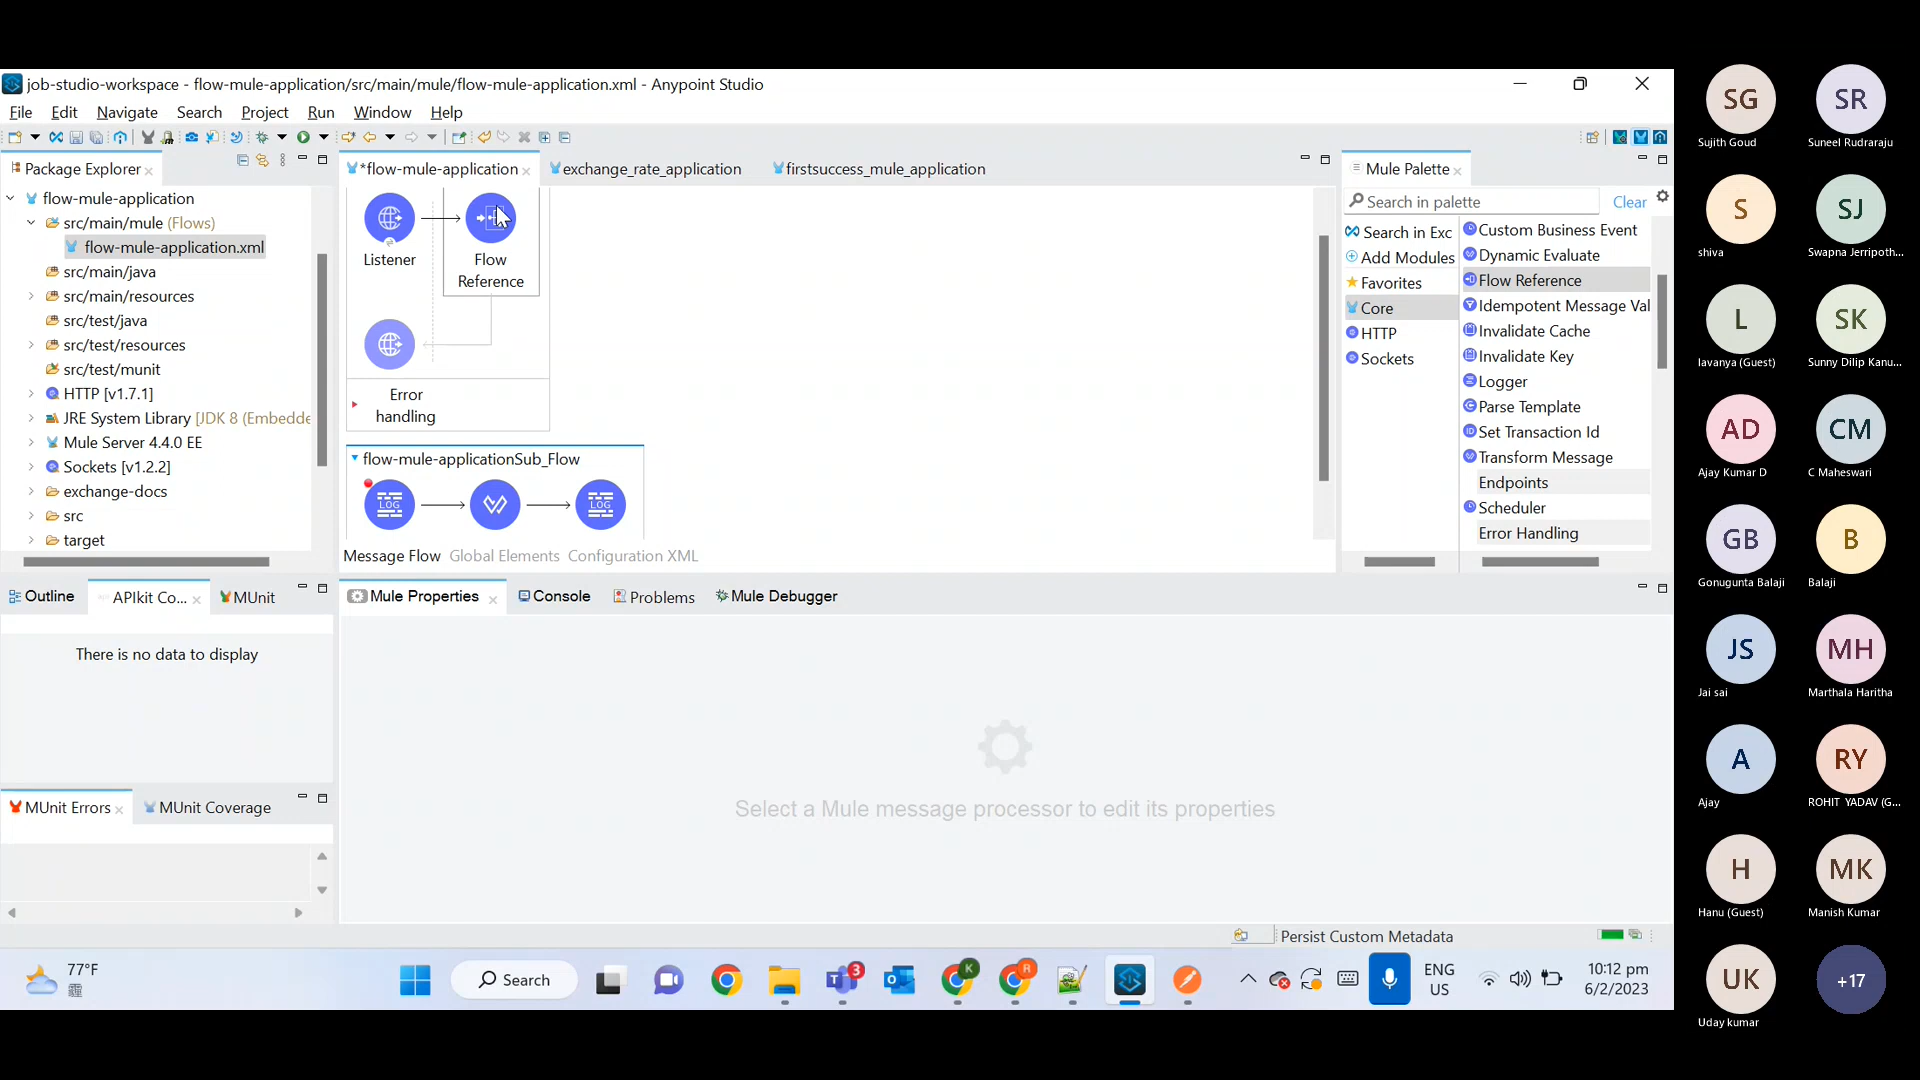 job-studio-workspace - flow-mule-application/src/main/mule/flow-mule-application.xml - Anypoint Studio
File Edit Navigate Search Project Run Window Help
Package Explorer
flow-mule-application
src/main/mule (Flows)
flow-mule-application.xml
src/main/java
src/main/resources
src/test/java
src/test/resources
src/test/munit
HTTP [v1.7.1]
JRE System Library [JDK 8 (Embedde
Mule Server 4.4.0 EE
Sockets [v1.2.2]
exchange-docs
src
target
*flow-mule-application
exchange_rate_application
firstsuccess_mule_application
Listener
Flow
Reference
Error
handling
flow-mule-applicationSub_Flow
LOG
LOG
Message Flow Global Elements Configuration XML
Mule Palette
Search in palette
Clear
Search in Exc
Add Modules
Favorites
Core
HTTP
Sockets
Custom Business Event
Dynamic Evaluate
Flow Reference
Idempotent Message Val
Invalidate Cache
Invalidate Key
Logger
Parse Template
Set Transaction Id
Transform Message
Endpoints
Scheduler
Error Handling
Outline
APIkit Co...
MUnit
There is no data to display
MUnit Errors
MUnit Coverage
Mule Properties
Console
Problems
Mule Debugger
Select a Mule message processor to edit its properties
Persist Custom Metadata
77°F
霾
Search
3
K
R
ENG
US
10:12 pm
6/2/2023
SG
Sujith Goud
SR
Suneel Rudraraju
S
shiva
SJ
Swapna Jerripoth...
L
lavanya (Guest)
SK
Sunny Dilip Kanu...
AD
Ajay Kumar D
CM
C Maheswari
GB
Gonugunta Balaji
B
Balaji
JS
Jai sai
MH
Marthala Haritha
A
Ajay
RY
ROHIT YADAV (G...
H
Hanu (Guest)
MK
Manish Kumar
UK
Uday kumar
+17